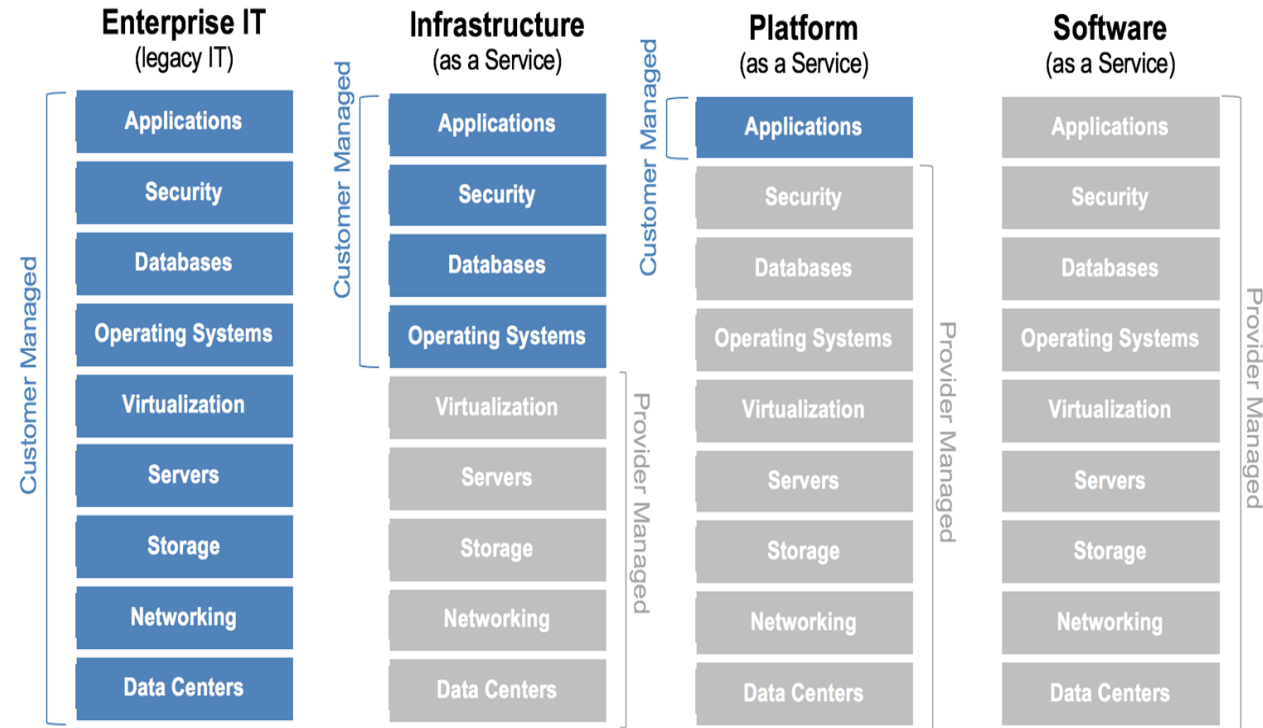 Enterprise IT
(legacy IT)
Customer Managed
Applications
Security
Databases
Operating Systems
Virtualization
Servers
Storage
Networking
Data Centers
Infrastructure
(as a Service)
Customer Managed
Applications
Security
Databases
Operating Systems
Virtualization
Servers
Storage
Networking
Data Centers
Provider Managed
Platform
(as a Service)
Customer Managed
Applications
Security
Databases
Operating Systems
Virtualization
Servers
Storage
Networking
Data Centers
Provider Managed
Software
(as a Service)
Applications
Security
Databases
Operating Systems
Virtualization
Servers
Storage
Networking
Data Centers
Provider Managed